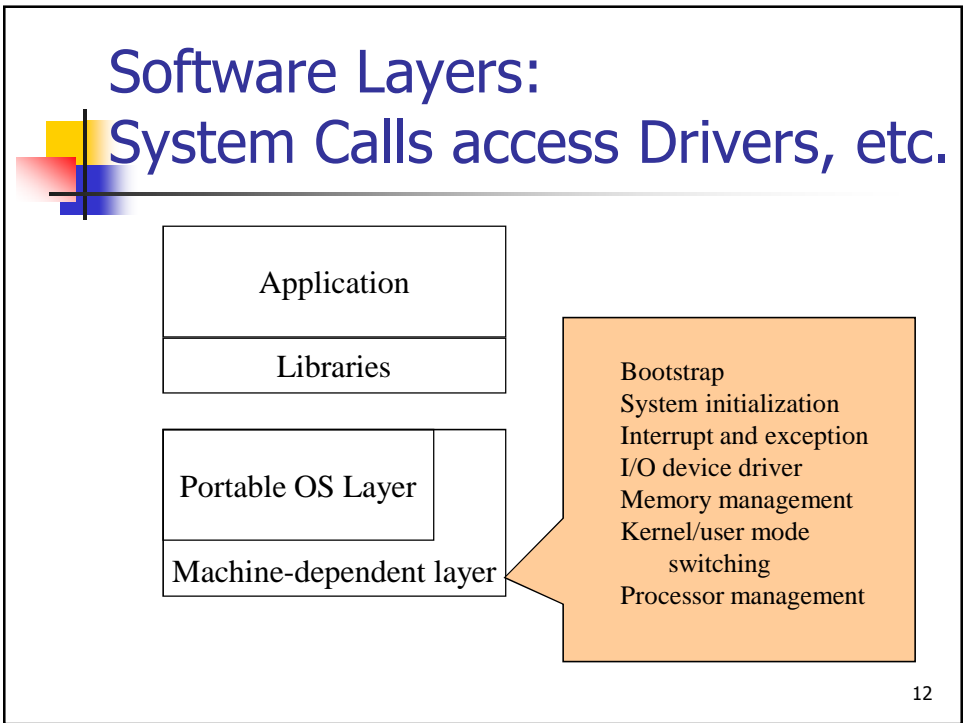 Software Layers:
System Calls access Drivers, etc.
Application
Libraries
Portable OS Layer
Machine-dependent layer
Bootstrap
System initialization
Interrupt and exception
I/O device driver
Memory management
Kernel/user mode
switching
Processor management
12